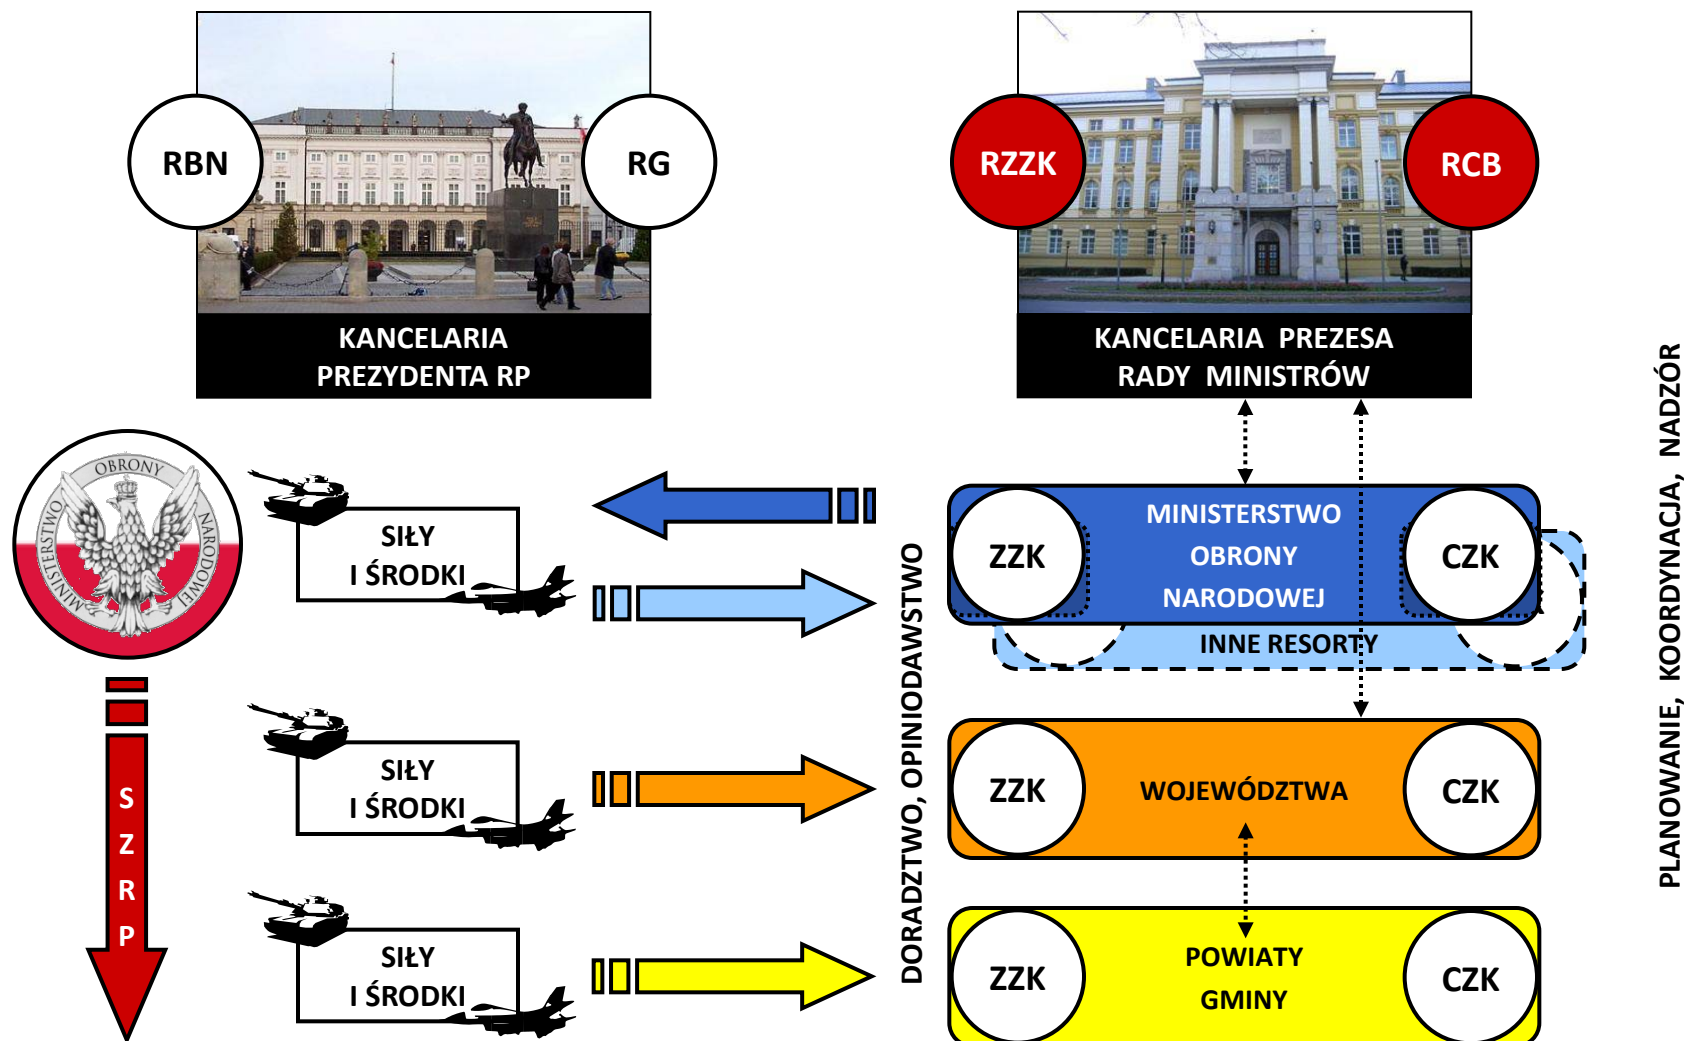 RBN
RG
KANCELARIA
PREZYDENTA RP
RZZK
RCB
KANCELARIA PREZESA
RADY MINISTRÓW
MINISTERSTWO OBRONY NARODOWEJ
S
Z
R
P
SIŁY
I ŚRODKI
SIŁY
I ŚRODKI
SIŁY
I ŚRODKI
DORADZTWO, OPINIODAWSTWO
ZZK
MINISTERSTWO
OBRONY
NARODOWEJ
CZK
INNE RESORTY
ZZK
WOJEWÓDZTWA
CZK
ZZK
POWIATY
GMINY
CZK
PLANOWANIE, KOORDYNACJA, NADZÓR